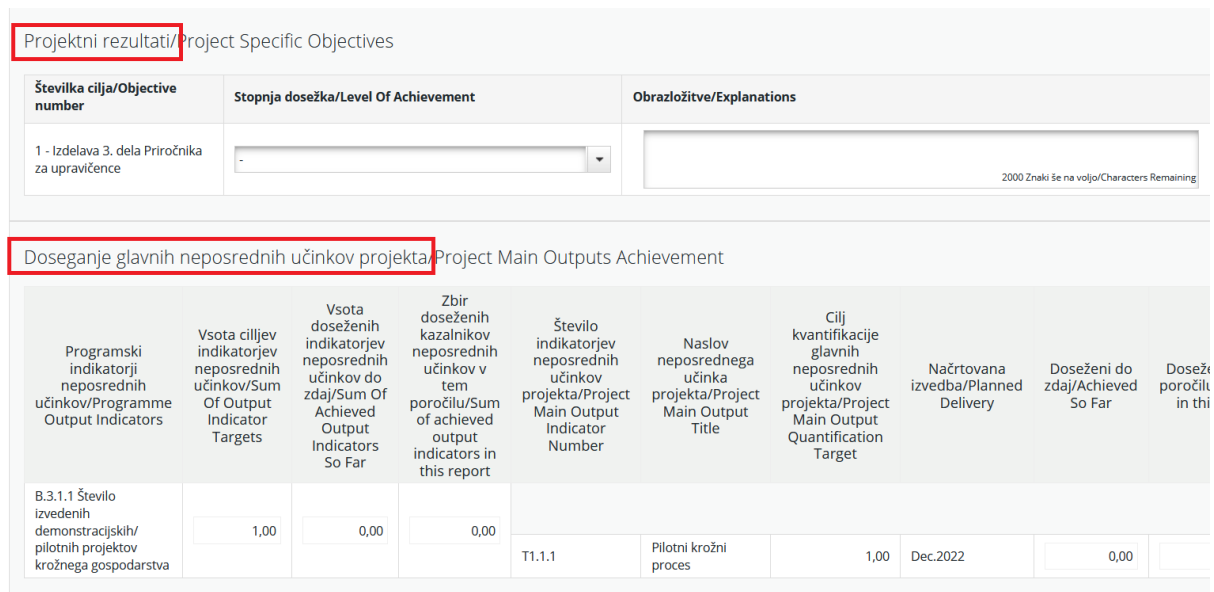 Projektni rezultati/Project Specific Objectives
Številka cilja/Objective
number
Stopnja dosežka/Level Of Achievement
Obrazložitve/Explanations
1 - Izdelava 3. dela Priročnika
za upravičence
-
2000 Znaki še na voljo/Characters Remaining
Doseganje glavnih neposrednih učinkov projekta/Project Main Outputs Achievement
Programski
indikatorji
neposrednih
učinkov/Programme
Output Indicators
Vsota cilljev
indikatorjev
neposrednih
učinkov/Sum
Of Output
Indicator
Targets
Vsota
doseženih
indikatorjev
neposrednih
učinkov do
zdaj/Sum Of
Achieved
Output
Indicators
So Far
Zbir
doseženih
kazalnikov
neposrednih
učinkov v
tem
poročilu/Sum
of achieved
output
indicators in
this report
Število
indikatorjev
neposrednih
učinkov
projekta/Project
Main Output
Indicator
Number
Naslov
neposrednega
učinka
projekta/Project
Main Output
Title
Cilj
kvantifikacije
glavnih
neposrednih
učinkov
projekta/Project
Main Output
Quantification
Target
Načrtovana
izvedba/Planned
Delivery
Doseženi do
zdaj/Achieved
So Far
Doseže
poročilu
in thi
B.3.1.1 Število
izvedenih
demonstracijskih/
pilotnih projektov
krožnega gospodarstva
1,00
0,00
0,00
T1.1.1
Pilotni krožni
proces
1,00
Dec.2022
0,00